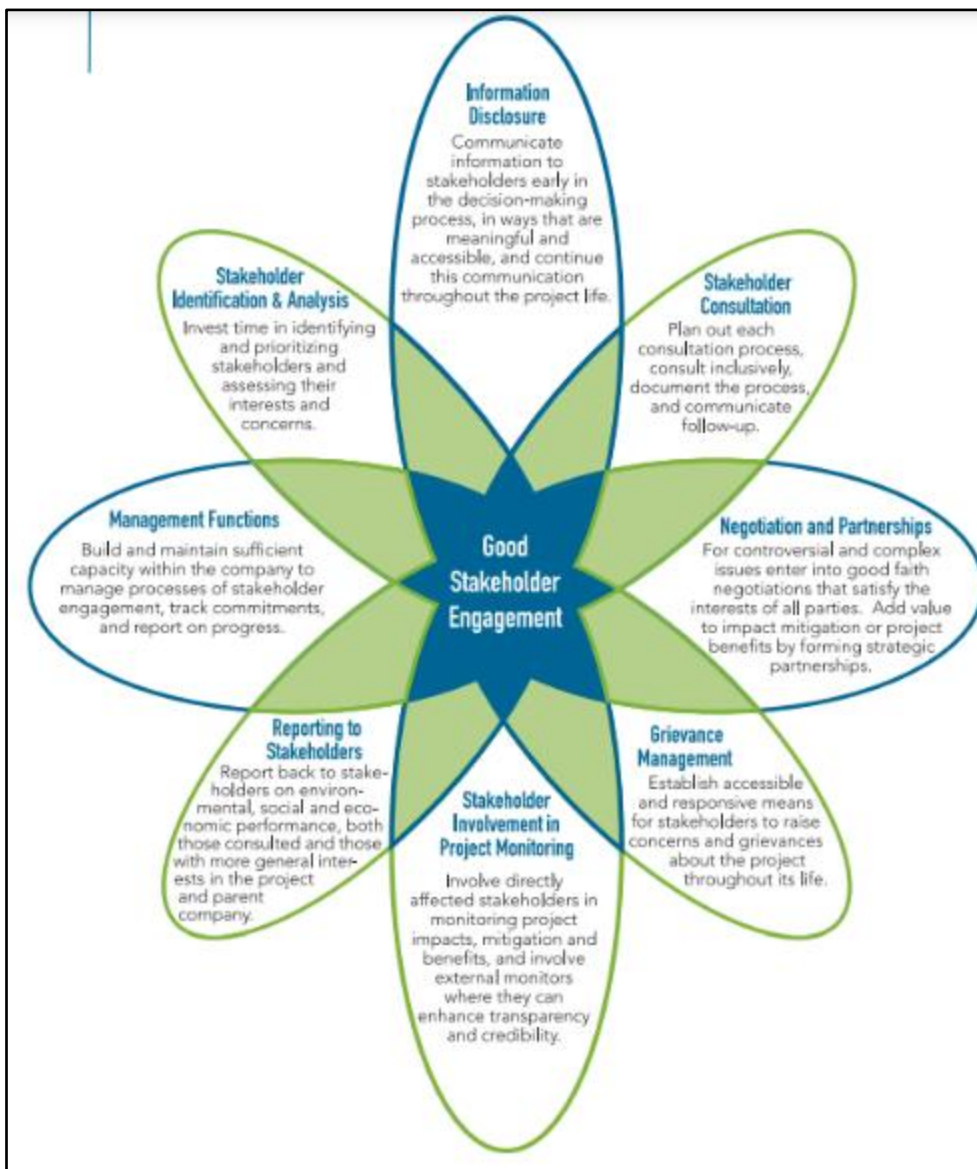 Information
Disclosure
Communicate
information to
stakeholders early in
the decision-making
process, in ways that are
meaningful and
accessible, and continue
this communication
throughout the project life.
Stakeholder
Consultation
Plan out each
consultation process,
consult inclusively,
document the process,
and communicate
follow-up.
Negotiation and Partnerships
For controversial and complex
issues enter into good faith
negotiations that satisfy the
interests of all parties. Add value
to impact mitigation or project
benefits by forming strategic
partnerships.
Grievance
Management
Establish accessible
and responsive means
for stakeholders to raise
concerns and grievances
about the project
throughout its life.
Stakeholder
Involvement in
Project Monitoring
Involve directly
affected stakeholders in
monitoring project
impacts, mitigation and
benefits, and involve
external monitors
where they can
enhance transparency
and credibility.
Reporting to
Stakeholders
Report back to stake-
holders on environ-
mental, social and eco-
nomic performance, both
those consulted and those
with more general inter-
ests in the project
and parent
company.
Management Functions
Build and maintain sufficient
capacity within the company to
manage processes of stakeholder
engagement, track commitments,
and report on progress.
Stakeholder
Identification & Analysis
Invest time in identifying
and prioritizing
stakeholders and
assessing their
interests and
concerns.
Good
Stakeholder
Engagement